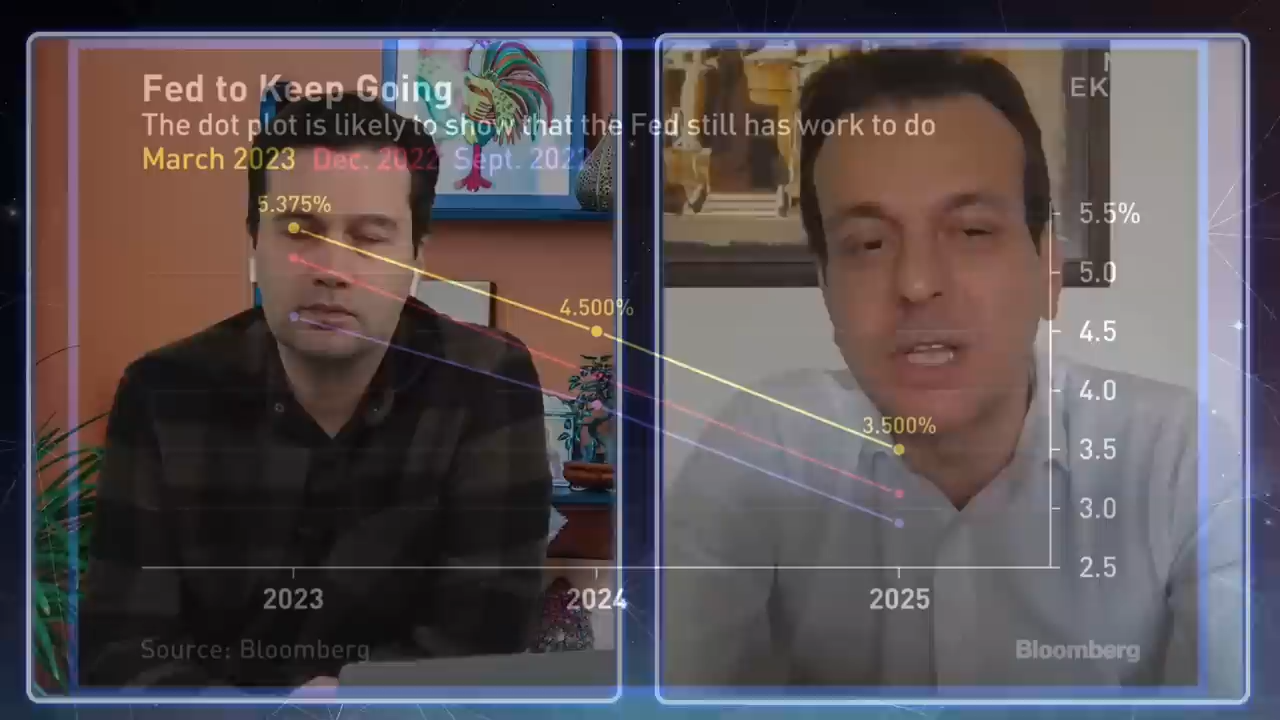 Fed to Keep Going
The dot plot is likely to show that the Fed still has work to do
March 2023 Dec. 2022 Sept. 2022
EK
5.375%
4.500%
3.500%
5.5%
5.0
4.5
4.0
3.5
3.0
2.5
2023 2024 2025
Source: Bloomberg
Bloomberg